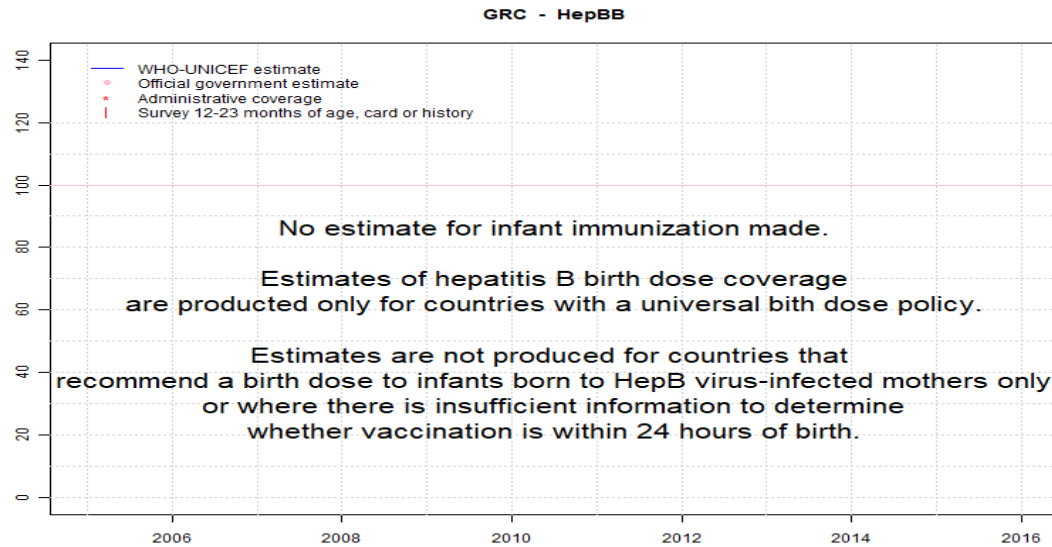 GRC - HepBB
WHO-UNICEF estimate
Official government estimate
Administrative coverage
Survey 12-23 months of age, card or history
140
120
100
80
60
40
20
0
No estimate for infant immunization made.
Estimates of hepatitis B birth dose coverage
are producted only for countries with a universal bith dose policy.
Estimates are not produced for countries that
recommend a birth dose to infants born to HepB virus-infected mothers only
or where there is insufficient information to determine
whether vaccination is within 24 hours of birth.
2006 2008 2010 2012 2014 2016